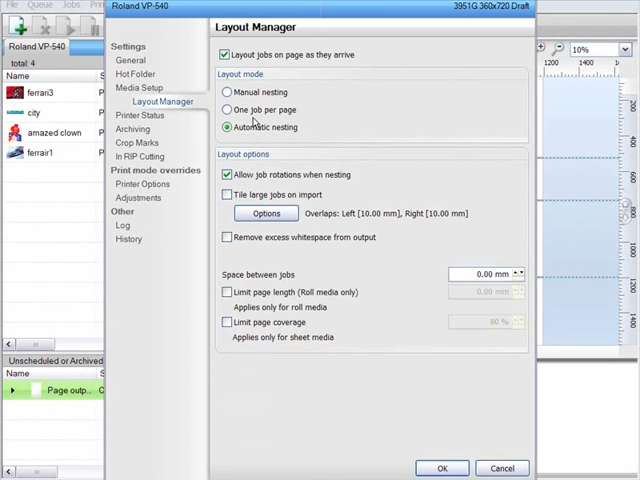 File Queue Jobs Prin
Roland VP-540 3951G 360x720 Draft
Layout Manager
Roland VP-540
total: 4
Name
ferrari3
city
amazed clown
ferrair1
Settings
General
Hot Folder
Media Setup
Layout Manager
Printer Status
Archiving
Crop Marks
In RIP Cutting
Print mode overrides
Printer Options
Adjustments
Other
Log
History
Layout jobs on page as they arrive
Layout mode
Manual nesting
One job per page
Automatic nesting
Layout options
Allow job rotations when nesting
Tile large jobs on import
Options Overlaps: Left [10.00 mm], Right [10.00 mm]
Remove excess whitespace from output
Space between jobs 0.00 mm
Limit page length (Roll media only) 0.00 mm
Applies only for roll media
Limit page coverage 80 %
Applies only for sheet media
OK Cancel
10%
1200 1400 16
200
400
600
800
1000
1200
1400
Unscheduled or Archived
Name C
Page outp... C